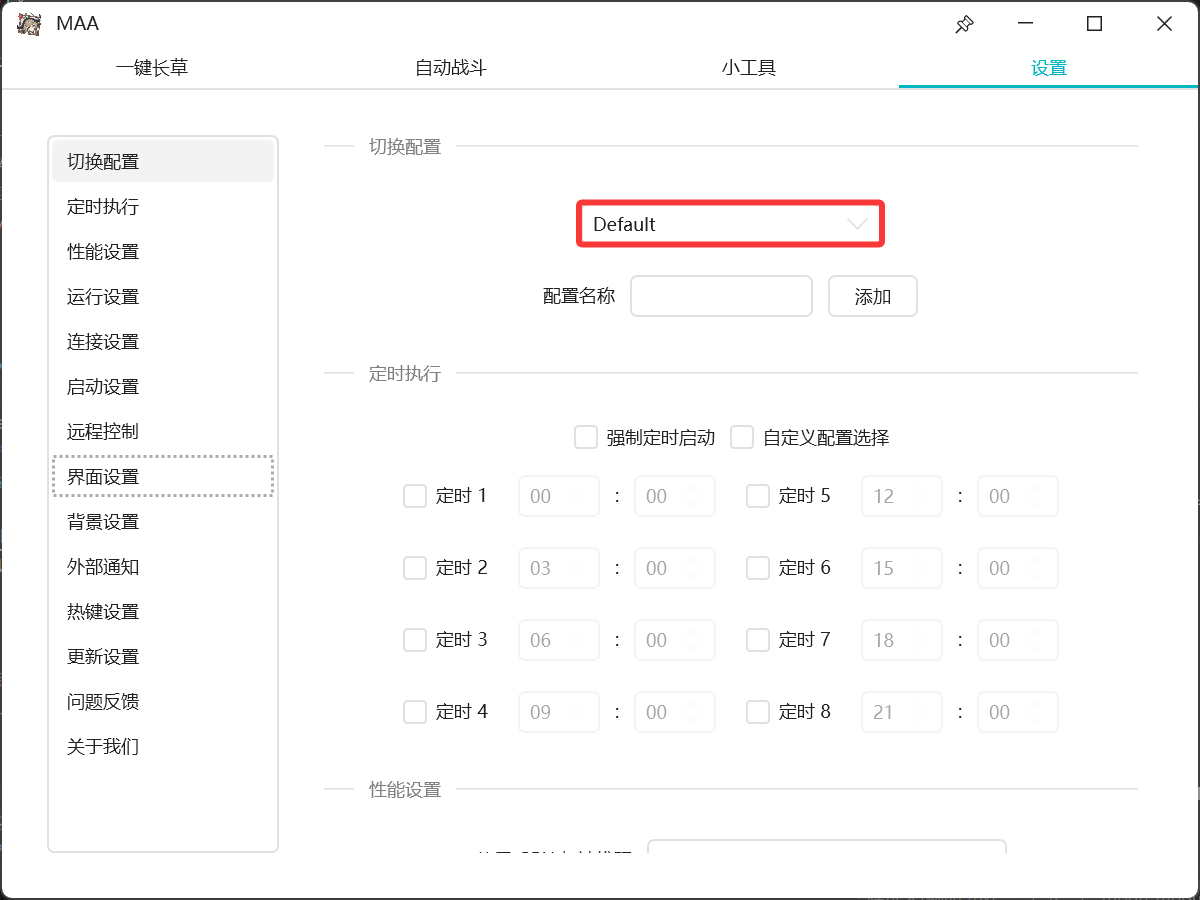 MAA
一键长草
自动战斗
小工具
设置
切换配置
定时执行
性能设置
运行设置
连接设置
启动设置
远程控制
界面设置
背景设置
外部通知
热键设置
更新设置
问题反馈
关于我们
切换配置
Default
配置名称
添加
定时执行
强制定时启动 自定义配置选择
定时 1 00 : 00 定时 5 12 : 00
定时 2 03 : 00 定时 6 15 : 00
定时 3 06 : 00 定时 7 18 : 00
定时 4 09 : 00 定时 8 21 : 00
性能设置